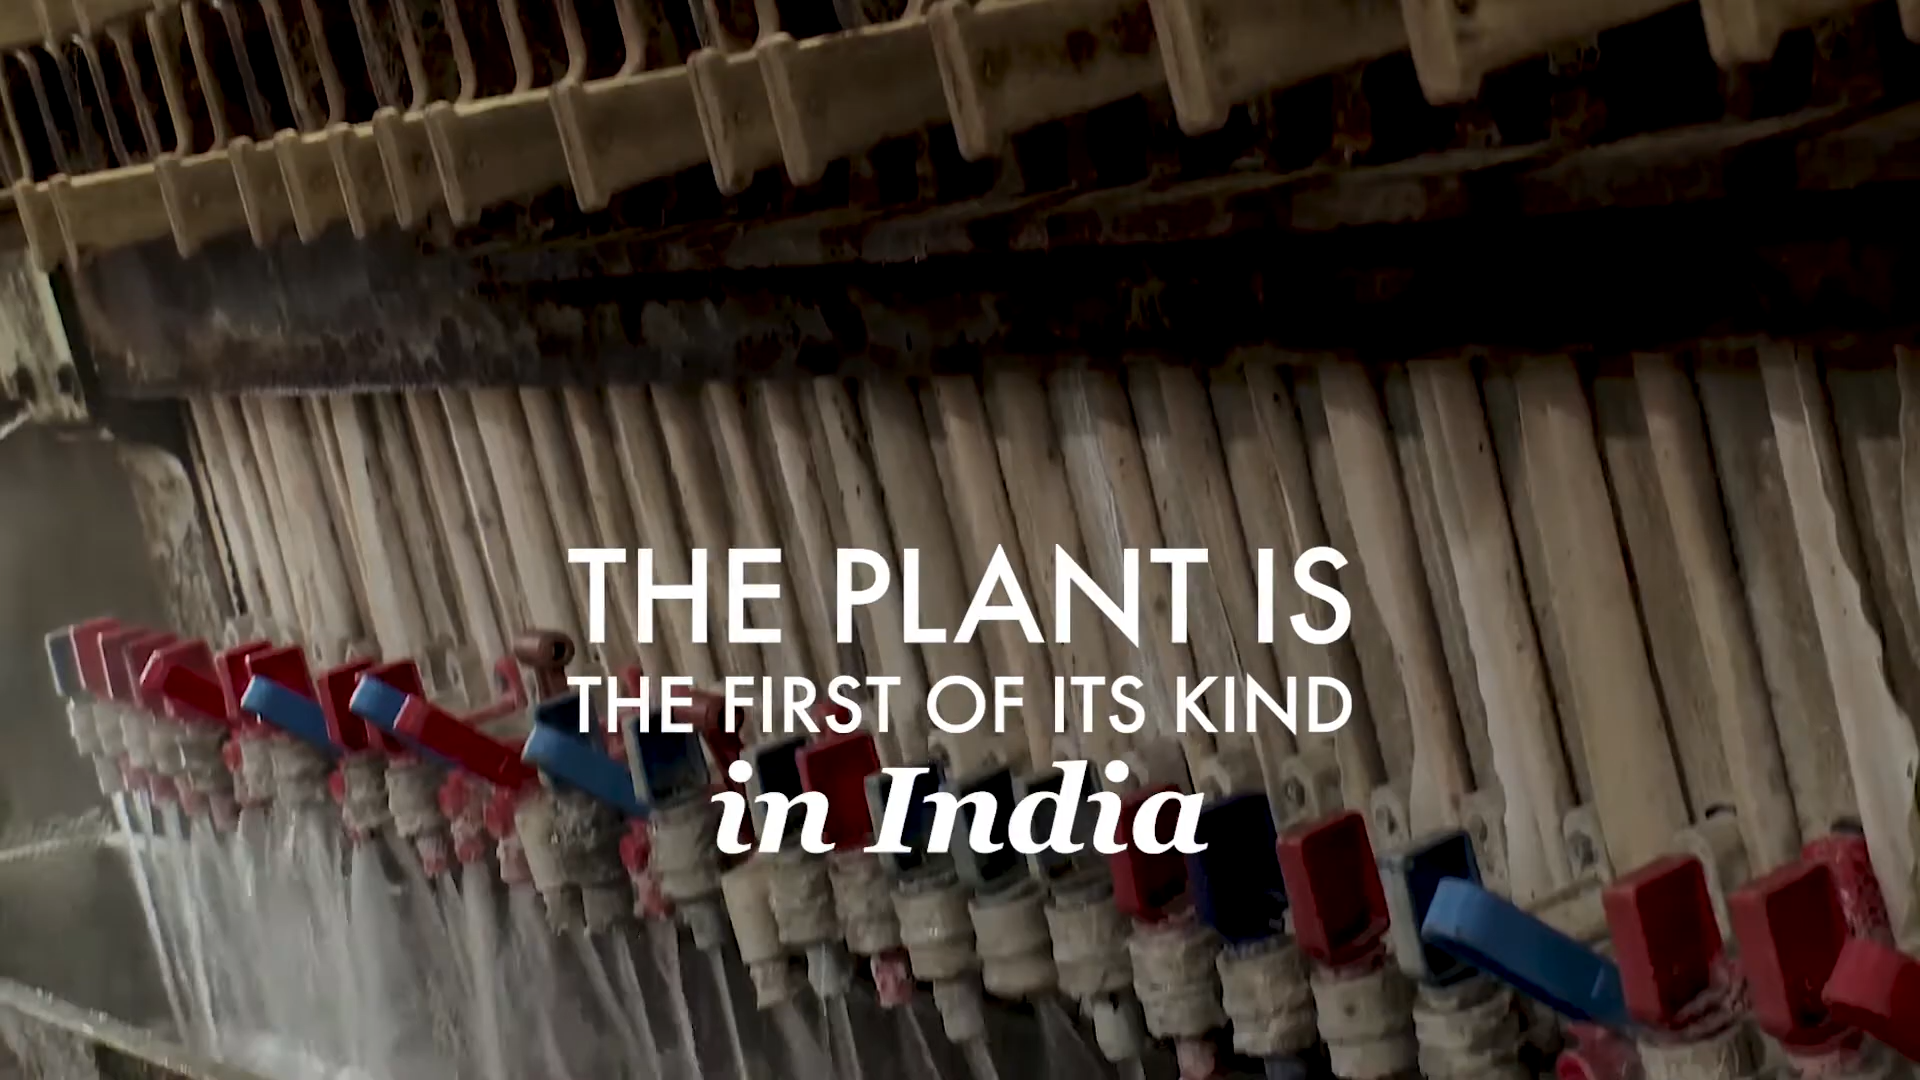 THE PLANT IS
THE FIRST OF ITS KIND
in India